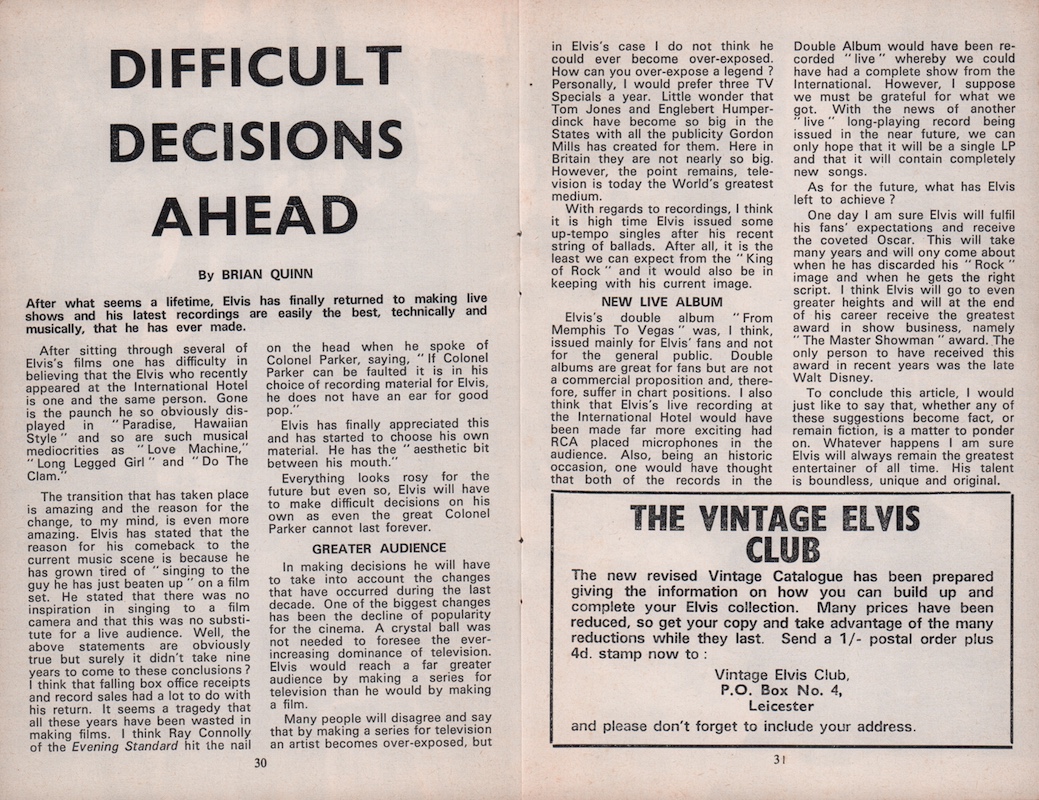 DIFFICULT
DECISIONS
AHEAD
By BRIAN QUINN
After what seems a lifetime, Elvis has finally returned to making live
shows and his latest recordings are easily the best, technically and
musically, that he has ever made.
After sitting through several of
Elvis's films one has difficulty in
believing that the Elvis who recently
appeared at the International Hotel
is one and the same person. Gone
is the paunch he so obviously dis-
played in "Paradise, Hawaiian
Style" and so are such musical
mediocrities as "Love Machine,"
"Long Legged Girl" and "Do The
Clam."
The transition that has taken place
is amazing and the reason for the
change, to my mind, is even more
amazing. Elvis has stated that the
reason for his comeback to the
current music scene is because he
has grown tired of "singing to the
guy he has just beaten up" on a film
set. He stated that there was no
inspiration in singing to a film
camera and that this was no substi-
tute for a live audience. Well, the
above statements are obviously
true but surely it didn't take nine
years to come to these conclusions?
I think that falling box office receipts
and record sales had a lot to do with
his return. It seems a tragedy that
all these years have been wasted in
making films. I think Ray Connolly
of the Evening Standard hit the nail
on the head when he spoke of
Colonel Parker, saying, "If Colonel
Parker can be faulted it is in his
choice of recording material for Elvis,
he does not have an ear for good
pop."
Elvis has finally appreciated this
and has started to choose his own
material. He has the "aesthetic bit
between his mouth."
Everything looks rosy for the
future but even so, Elvis will have
to make difficult decisions on his
own as even the great Colonel
Parker cannot last forever.
GREATER AUDIENCE
In making decisions he will have
to take into account the changes
that have occurred during the last
decade. One of the biggest changes
has been the decline of popularity
for the cinema. A crystal ball was
not needed to foresee the ever-
increasing dominance of television.
Elvis would reach a far greater
audience by making a series for
television than he would by making
a film.
Many people will disagree and say
that by making a series for television
an artist becomes over-exposed, but
30
in Elvis's case I do not think he
could ever become over-exposed.
How can you over-expose a legend?
Personally, I would prefer three TV
Specials a year. Little wonder that
Tom Jones and Englebert Humper-
dinck have become so big in the
States with all the publicity Gordon
Mills has created for them. Here in
Britain they are not nearly so big.
However, the point remains, tele-
vision is today the World's greatest
medium.
With regards to recordings, I think
it is high time Elvis issued some
up-tempo singles after his recent
string of ballads. After all, it is the
least we can expect from the "King
of Rock" and it would also be in
keeping with his current image.
NEW LIVE ALBUM
Elvis's double album "From
Memphis To Vegas" was, I think,
issued mainly for Elvis' fans and not
for the general public. Double
albums are great for fans but are not
a commercial proposition and, there-
fore, suffer in chart positions. I also
think that Elvis's live recording at
the International Hotel would have
been made far more exciting had
RCA placed microphones in the
audience. Also, being an historic
occasion, one would have thought
that both of the records in the
Double Album would have been re-
corded "live" whereby we could
have had a complete show from the
International. However, I suppose
we must be grateful for what we
got. With the news of another
"live" long-playing record being
issued in the near future, we can
only hope that it will be a single LP
and that it will contain completely
new songs.
As for the future, what has Elvis
left to achieve?
One day I am sure Elvis will fulfil
his fans' expectations and receive
the coveted Oscar. This will take
many years and will ony come about
when he has discarded his "Rock"
image and when he gets the right
script. I think Elvis will go to even
greater heights and will at the end
of his career receive the greatest
award in show business, namely
"The Master Showman" award. The
only person to have received this
award in recent years was the late
Walt Disney.
To conclude this article, I would
just like to say that, whether any of
these suggestions become fact, or
remain fiction, is a matter to ponder
on. Whatever happens I am sure
Elvis will always remain the greatest
entertainer of all time. His talent
is boundless, unique and original.
THE VINTAGE ELVIS
CLUB
The new revised Vintage Catalogue has been prepared
giving the information on how you can build up and
complete your Elvis collection. Many prices have been
reduced, so get your copy and take advantage of the many
reductions while they last. Send a 1/- postal order plus
4d. stamp now to:
Vintage Elvis Club,
P.O. Box No. 4,
Leicester
and please don't forget to include your address.
31